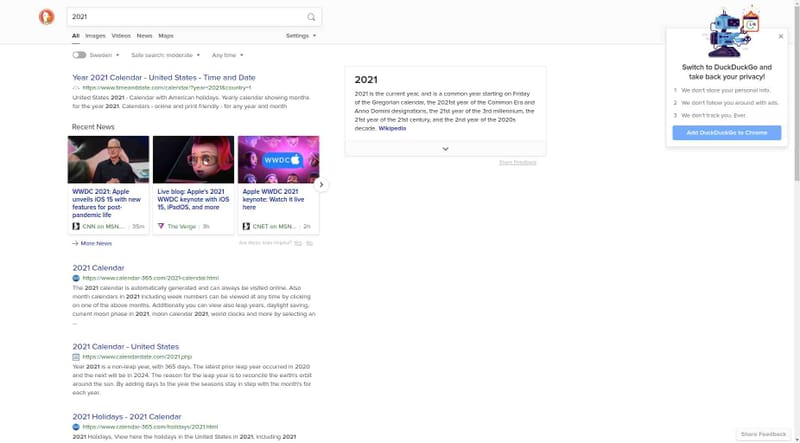 2021
All Images Videos News Maps Settings
Sweden Safe search: moderate Any time
Year 2021 Calendar - United States - Time and Date
https://www.timeanddate.com/calendar/?year=2021&country=1
United States 2021 - Calendar with American holidays. Yearly calendar showing months
for the year 2021. Calendars - online and print friendly - for any year and month
Recent News
WWDC
WWDC 2021: Apple
unveils iOS 15 with new
features for post-
pandemic life
CNN on MSN... 35m
Live blog: Apple's 2021
WWDC keynote with iOS
15, iPadOS, and more
The Verge 3h
Apple WWDC 2021
keynote: Watch it live
here
CNET on MSN... 2h
More News
Are these links helpful? Yes No
2021 Calendar
https://www.calendar-365.com/2021-calendar.html
The 2021 calendar is automatically generated and can always be visited online. Also
month calendars in 2021 including week numbers can be viewed at any time by clicking
on one of the above months. Additionally you can view also leap years, daylight saving,
current moon phase in 2021, moon calendar 2021, world clocks and more by selecting an
...
2021 Calendar - United States
https://www.calendardate.com/2021.php
Year 2021 is a non-leap year, with 365 days. The latest prior leap year occurred in 2020
and the next will be in 2024. The reason for the leap year is to reconcile the earth's orbit
around the sun. By adding days to the year the seasons stay in step with the month's for
each year.
2021 Holidays - 2021 Calendar
https://www.calendar-365.com/holidays/2021.html
2021 Holidays. View here the holidays in the United States in 2021, including 2021
2021
2021 is the current year, and is a common year starting on Friday
of the Gregorian calendar, the 2021st year of the Common Era and
Anno Domini designations, the 21st year of the 3rd millennium, the
21st year of the 21st century, and the 2nd year of the 2020s
decade. Wikipedia
Share Feedback
Switch to DuckDuckGo and
take back your privacy!
1 We don't store your personal info.
2 We don't follow you around with ads.
3 We don't track you. Ever.
Add DuckDuckGo to Chrome
Share Feedback